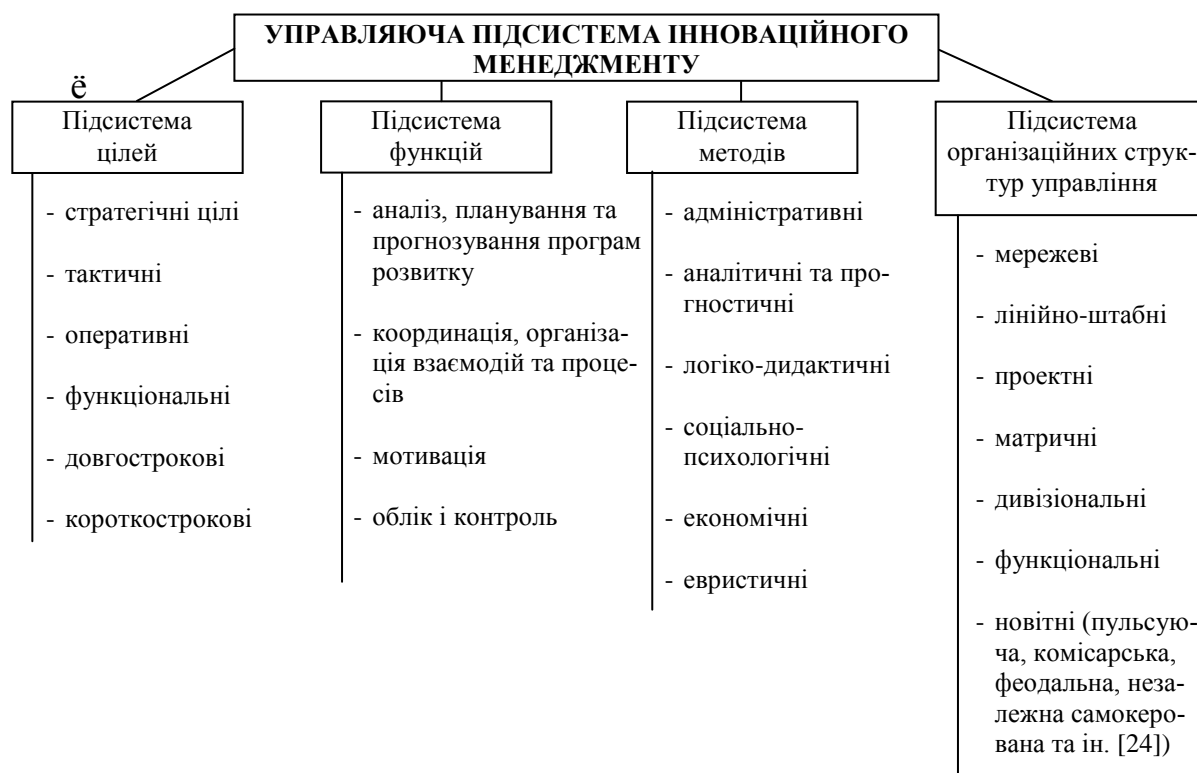 УПРАВЛЯЮЧА ПІДСИСТЕМА ІННОВАЦІЙНОГО
МЕНЕДЖМЕНТУ
ё
Підсистема
цілей
- стратегічні цілі
- тактичні
- оперативні
- функціональні
- довгострокові
- короткострокові
Підсистема
функцій
- аналіз, планування та
прогнозування програм
розвитку
- координація, організа-
ція взаємодій та проце-
сів
- мотивація
- облік і контроль
Підсистема
методів
- адміністративні
- аналітичні та про-
гностичні
- логіко-дидактичні
- соціально-
психологічні
- економічні
- евристичні
Підсистема
організаційних струк-
тур управління
- мережеві
- лінійно-штабні
- проектні
- матричні
- дивізіональні
- функціональні
- новітні (пульсую-
ча, комісарська,
феодальна, неза-
лежна самокеро-
вана та ін. [24])